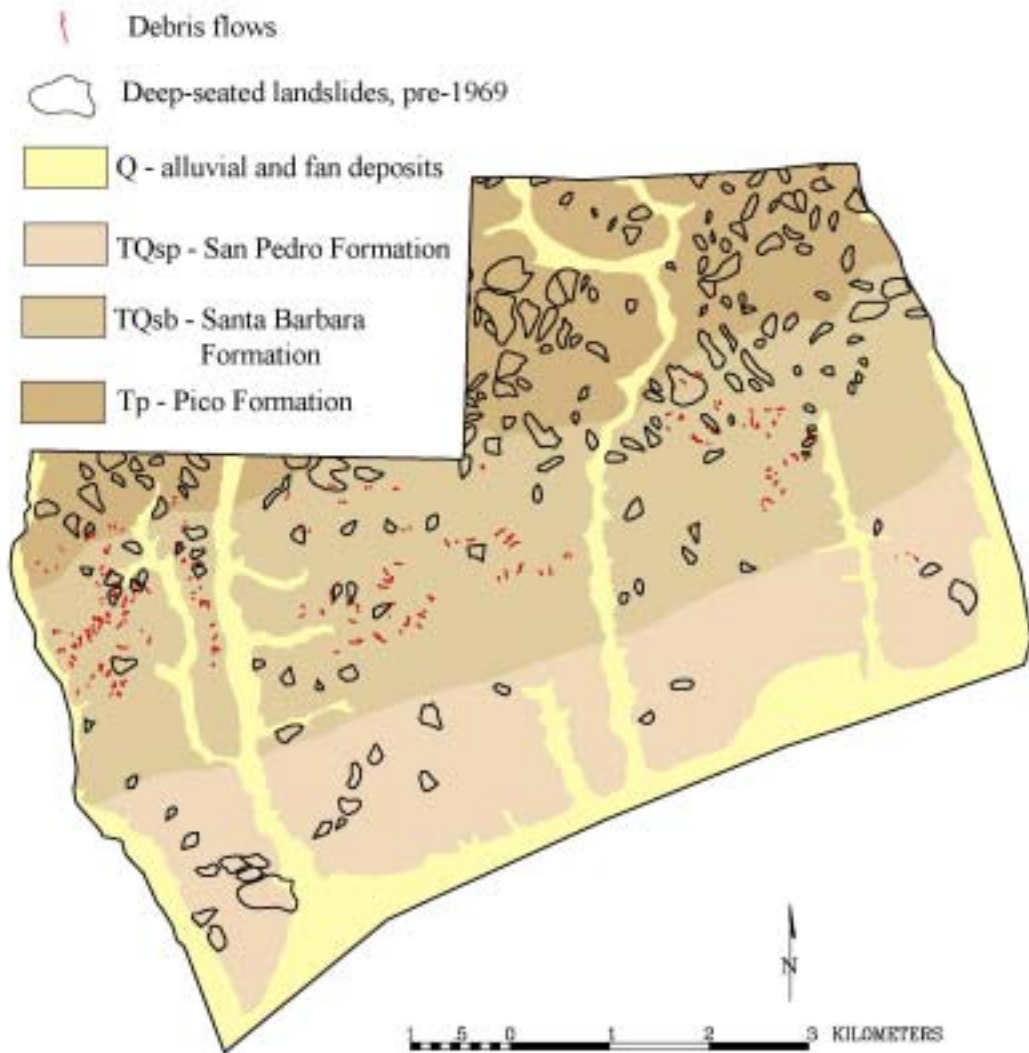 Debris flows
Deep-seated landslides, pre-1969
Q - alluvial and fan deposits
TQsp - San Pedro Formation
TQsb - Santa Barbara
Formation
Tp - Pico Formation
N
1 .5 0 1 2 3 KILOMETERS